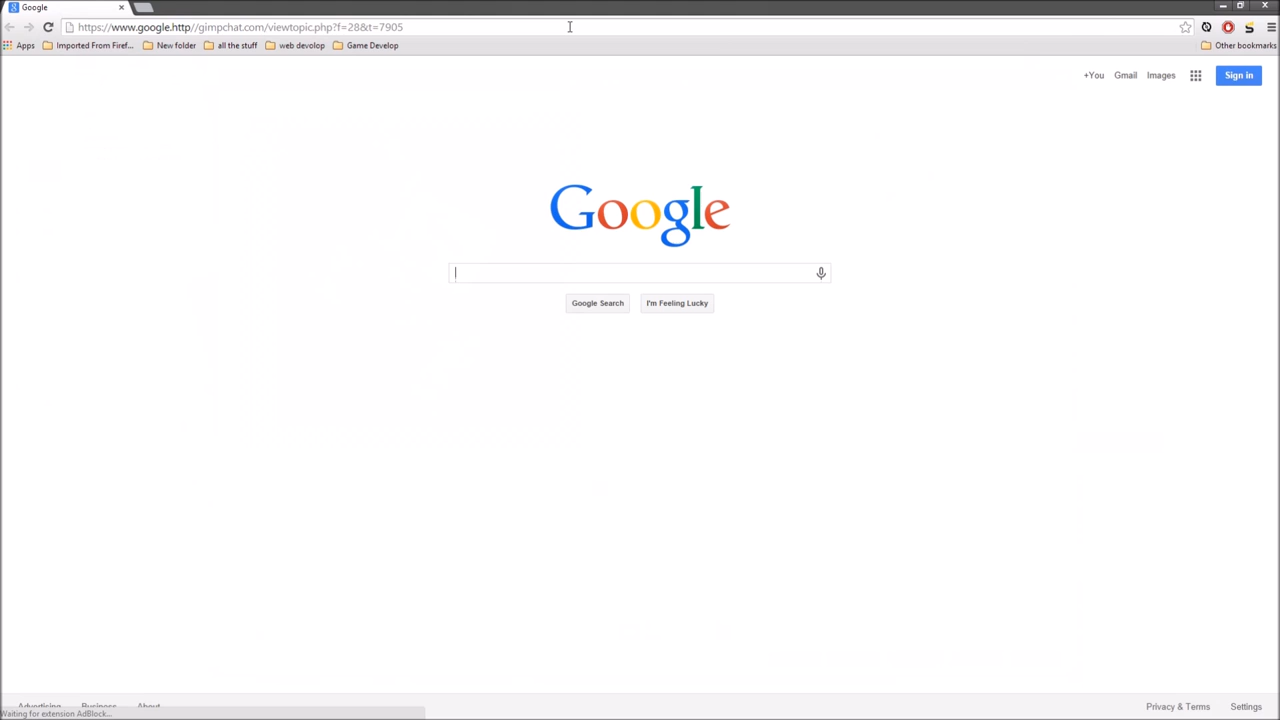 Google
https://www.google.http//gimpchat.com/viewtopic.php?f=28&t=7905
Apps Imported From Firef... New folder all the stuff web devolop Game Develop Other bookmarks
+You Gmail Images Sign in
Google
Google Search I'm Feeling Lucky
Advertising Business About Privacy & Terms Settings
Waiting for extension AdBlock...